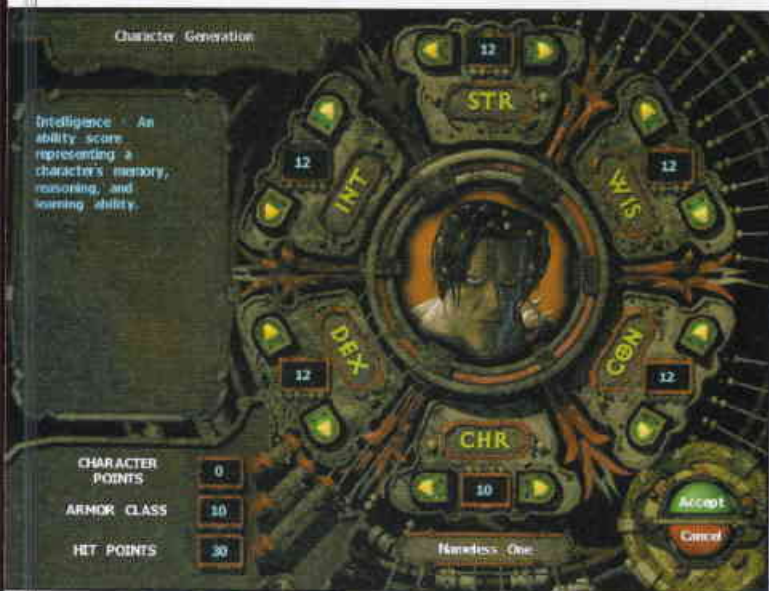 Character Generation
Intelligence - An
ability score
representing a
character's memory,
reasoning, and
learning ability.
12
STR
12
INT
12
WIS
12
DEX
12
CON
10
CHR
CHARACTER
POINTS
0
ARMOR CLASS
10
HIT POINTS
30
Nameless One
Accept
Cancel